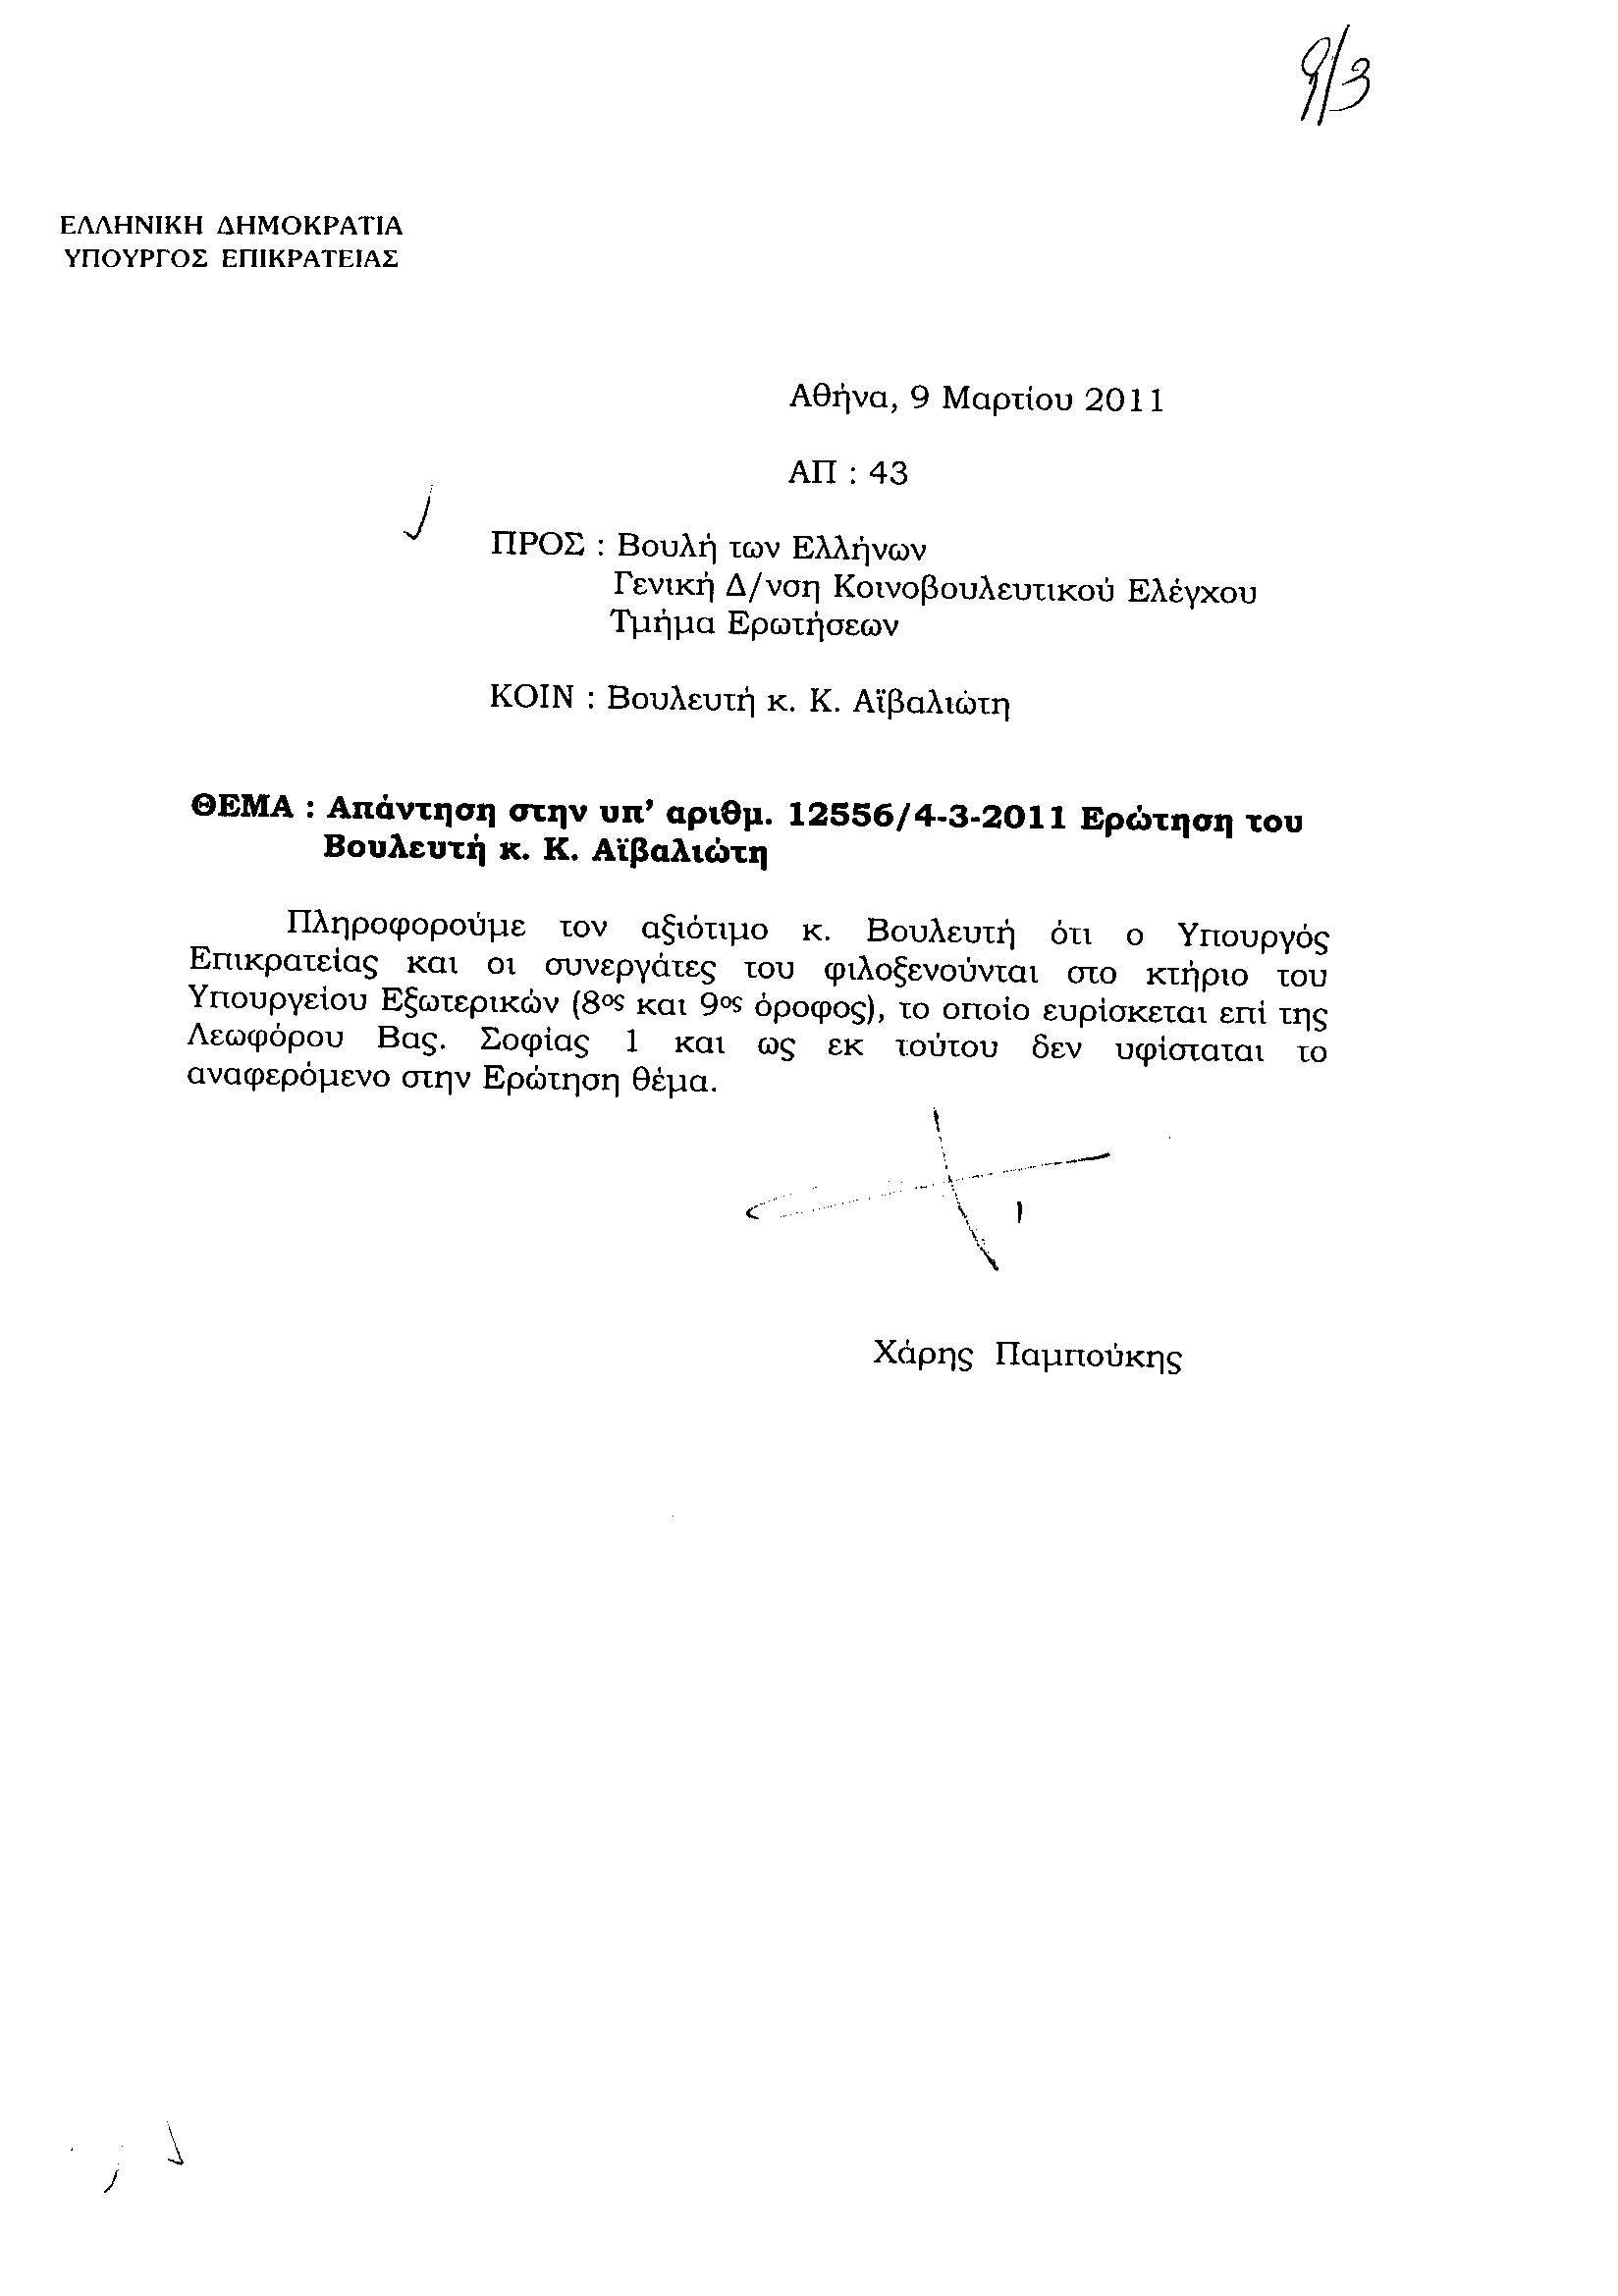 9/3
ΕΛΛΗΝΙΚΗ ΔΗΜΟΚΡΑΤΙΑ
ΥΠΟΥΡΓΟΣ ΕΠΙΚΡΑΤΕΙΑΣ
Αθήνα, 9 Μαρτίου 2011
ΑΠ : 43
ΠΡΟΣ : Βουλή των Ελλήνων
Γενική Δ/νση Κοινοβουλευτικού Ελέγχου
Τμήμα Ερωτήσεων
ΚΟΙΝ : Βουλευτή κ. Κ. Αϊβαλιώτη
ΘΕΜΑ : Απάντηση στην υπ’ αριθμ. 12556/4-3-2011 Ερώτηση του
Βουλευτή κ. Κ. Αϊβαλιώτη
Πληροφορούμε τον αξιότιμο κ. Βουλευτή ότι ο Υπουργός
Επικρατείας και οι συνεργάτες του φιλοξενούνται στο κτήριο του
Υπουργείου Εξωτερικών (8ος και 9ος όροφος), το οποίο ευρίσκεται επί της
Λεωφόρου Βας. Σοφίας 1 και ως εκ τούτου δεν υφίσταται το
αναφερόμενο στην Ερώτηση θέμα.
Χάρης Παμπούκης